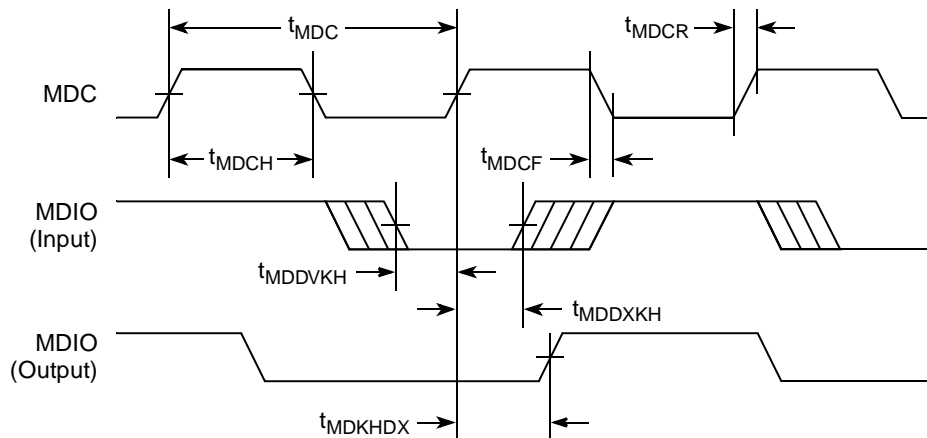 tMDC
tMDCR
MDC
tMDCH
tMDCF
MDIO
(Input)
tMDDVKH
tMDDXKH
MDIO
(Output)
tMDKHDX